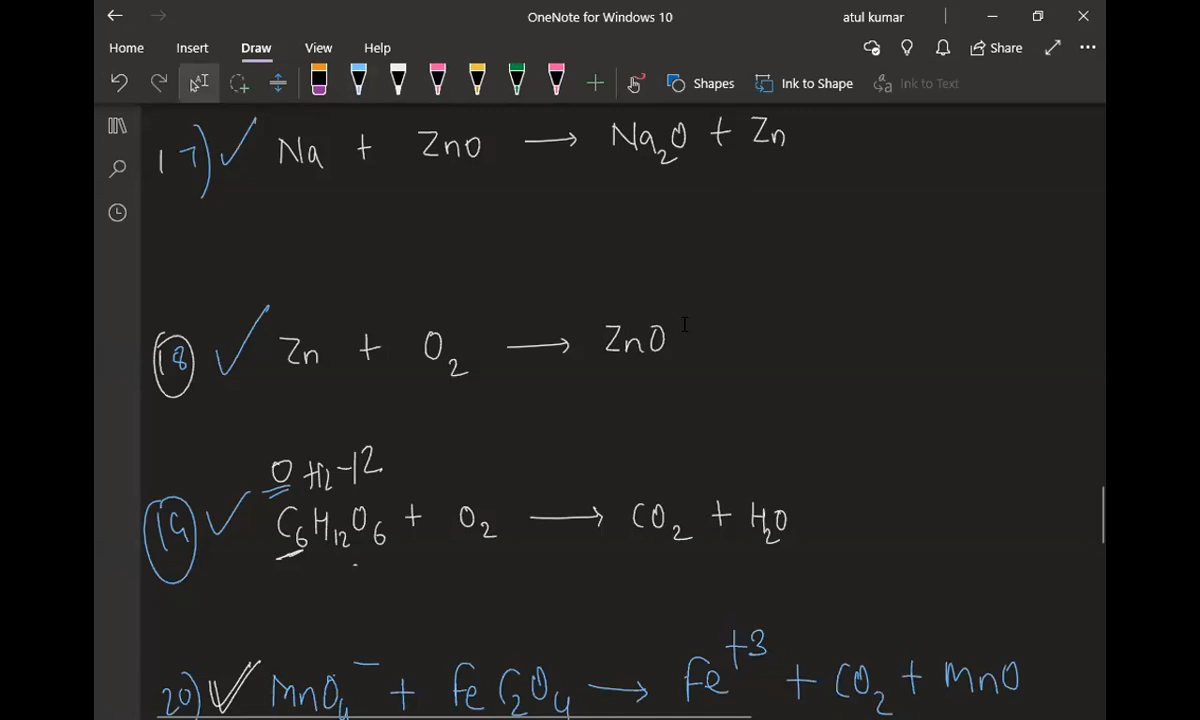 OneNote for Windows 10
atul kumar
Home Insert Draw View Help
Share
Shapes Ink to Shape Ink to Text
17) Na + ZnO → Na₂O + Zn
18 Zn + O₂ → ZnO
0 +12 -12
19 C₆H₁₂O₆ + O₂ → CO₂ + H₂O
20) MnO₄⁻ + FeC₂O₄ → Fe⁺³ + CO₂ + MnO